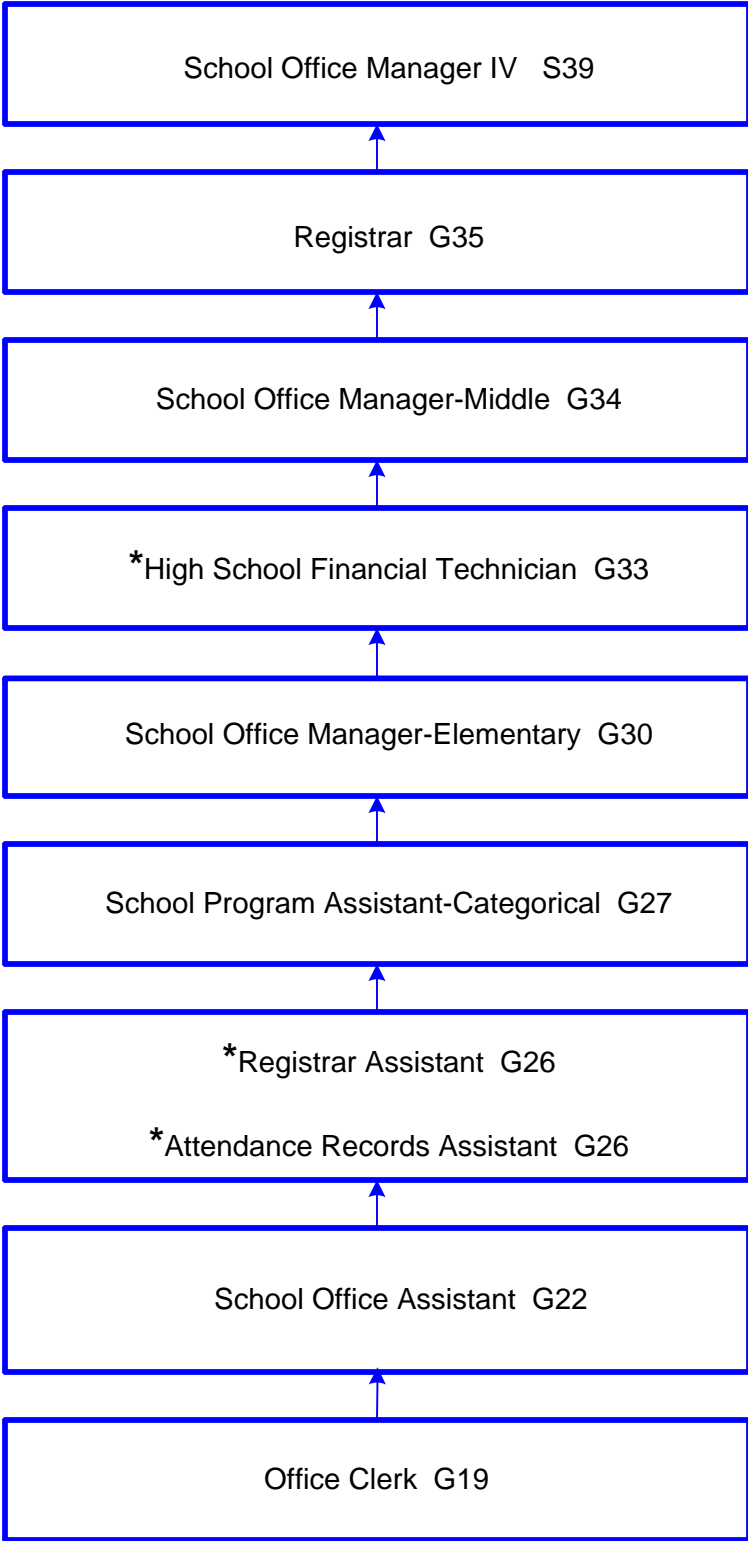 School Office Manager IV   S39
Registrar  G35
School Office Manager-Middle  G34
*High School Financial Technician  G33
School Office Manager-Elementary  G30
School Program Assistant-Categorical  G27
*Registrar Assistant  G26
*Attendance Records Assistant  G26
School Office Assistant  G22
Office Clerk  G19